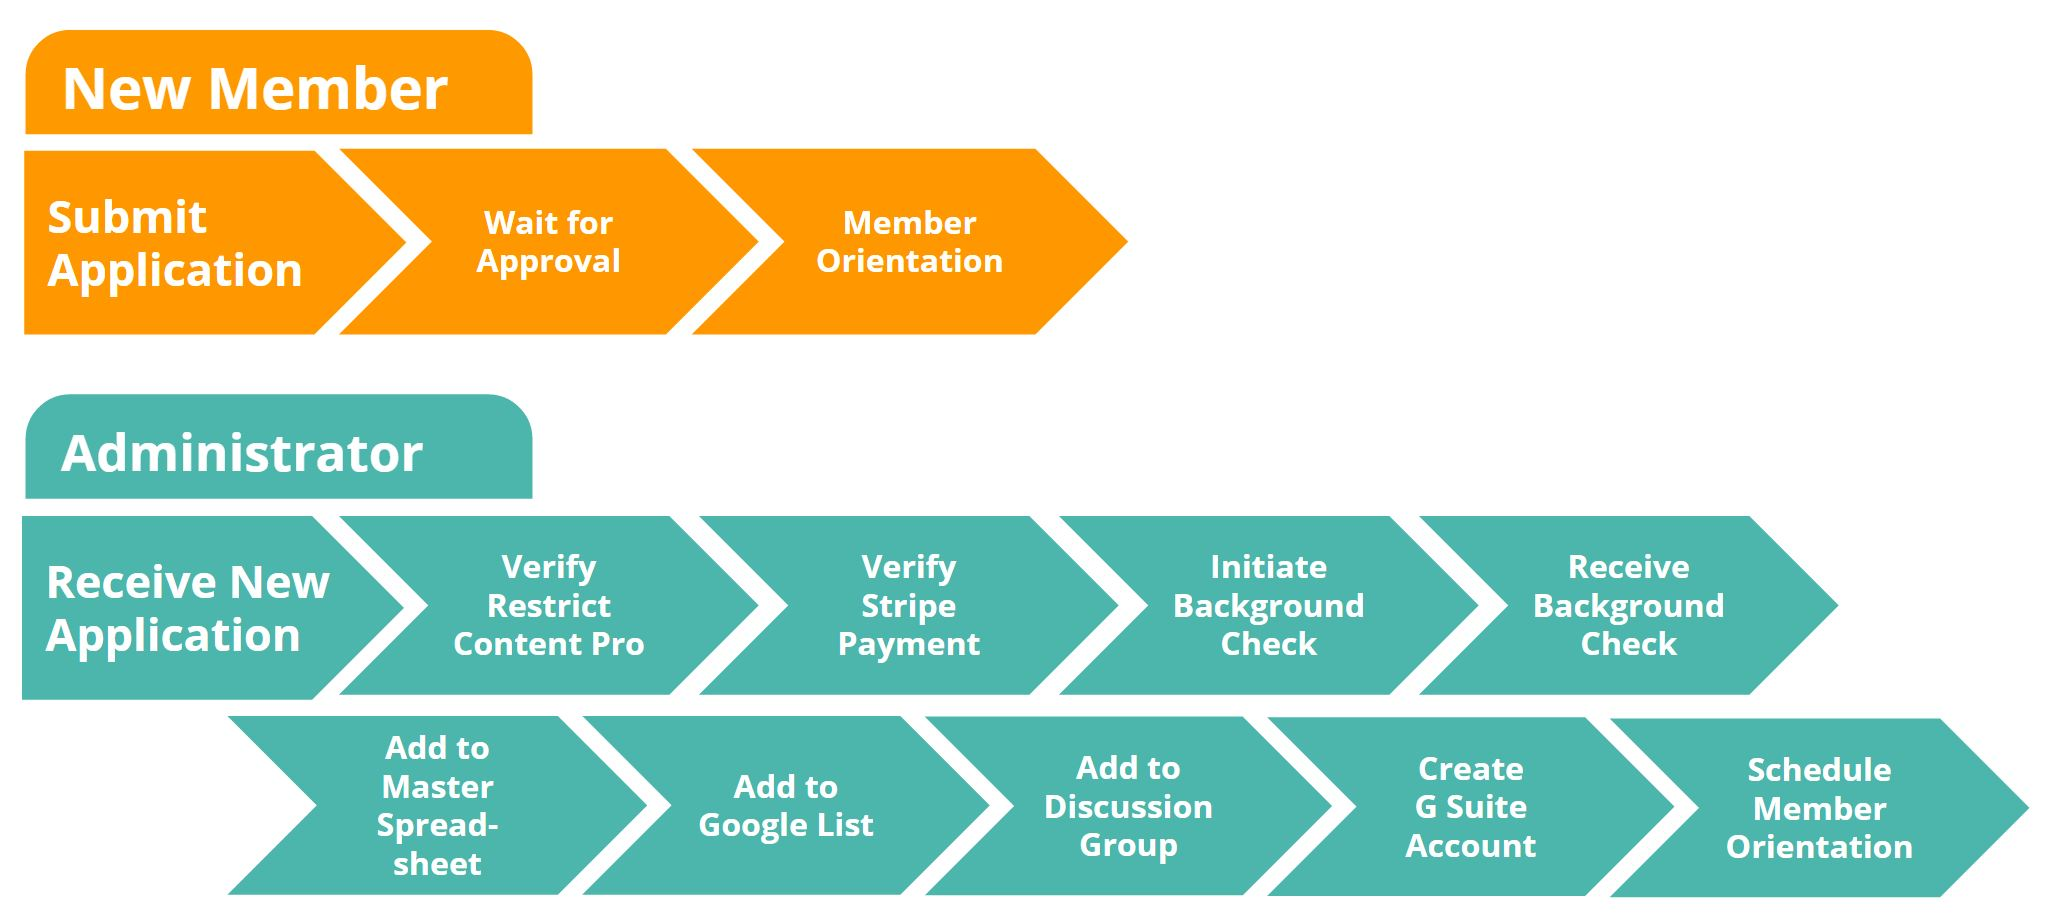 New Member
Submit
Application
Wait for
Approval
Member
Orientation
Administrator
Receive New
Application
Verify
Restrict
Content Pro
Verify
Stripe
Payment
Initiate
Background
Check
Receive
Background
Check
Add to
Master
Spread-
sheet
Add to
Google List
Add to
Discussion
Group
Create
G Suite
Account
Schedule
Member
Orientation